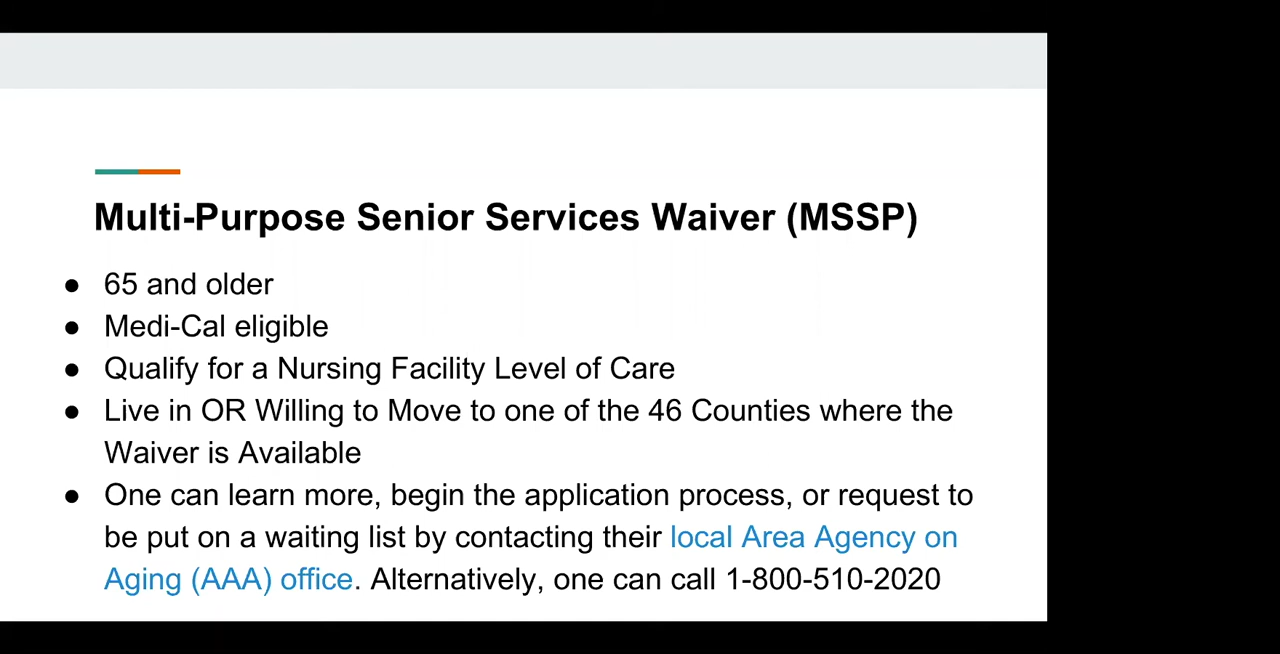 Multi-Purpose Senior Services Waiver (MSSP)
● 65 and older
● Medi-Cal eligible
● Qualify for a Nursing Facility Level of Care
● Live in OR Willing to Move to one of the 46 Counties where the
Waiver is Available
● One can learn more, begin the application process, or request to
be put on a waiting list by contacting their local Area Agency on
Aging (AAA) office. Alternatively, one can call 1-800-510-2020